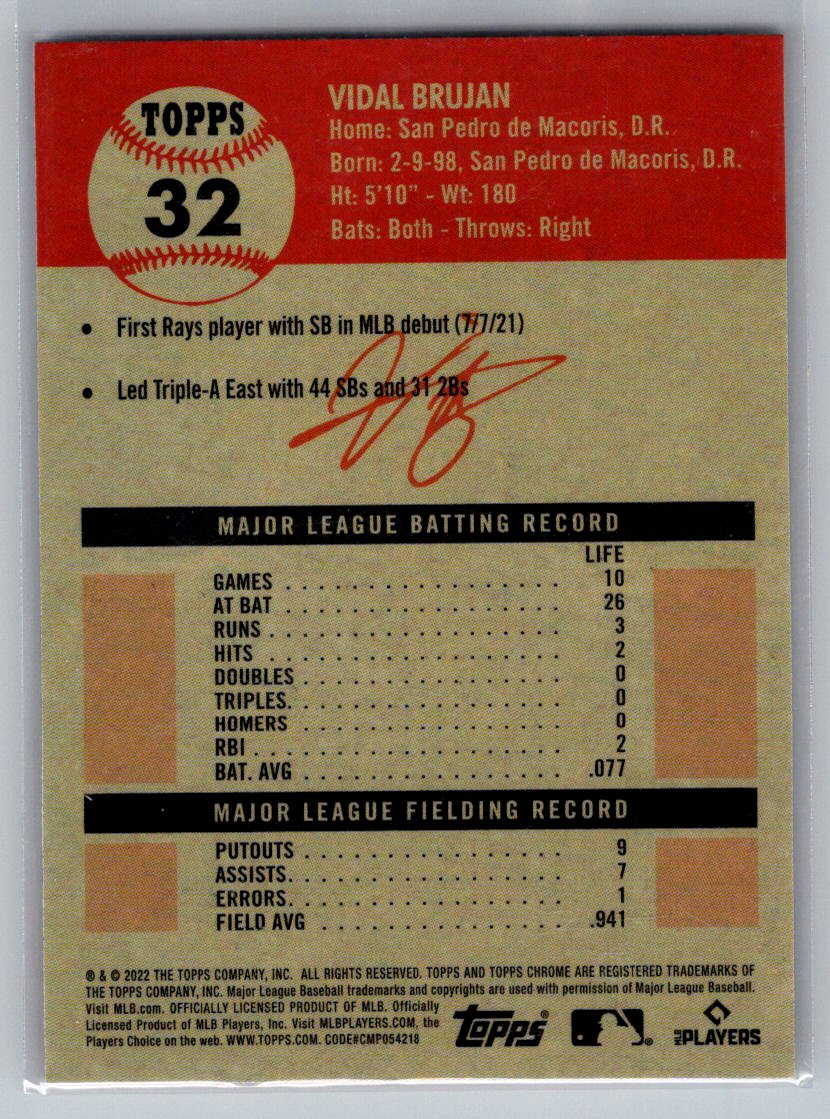 TOPPS
32
VIDAL BRUJAN
Home: San Pedro de Macoris, D.R.
Born: 2-9-98, San Pedro de Macoris, D.R.
Ht: 5'10" - Wt: 180
Bats: Both - Throws: Right
• First Rays player with SB in MLB debut (7/7/21)
• Led Triple-A East with 44 SBs and 31 2Bs
MAJOR LEAGUE BATTING RECORD
LIFE
GAMES . . . . . . . . . . . . . . . . . 10
AT BAT . . . . . . . . . . . . . . . . . 26
RUNS . . . . . . . . . . . . . . . . . . 3
HITS . . . . . . . . . . . . . . . . . . 2
DOUBLES . . . . . . . . . . . . . . . . 0
TRIPLES. . . . . . . . . . . . . . . . . 0
HOMERS . . . . . . . . . . . . . . . . 0
RBI . . . . . . . . . . . . . . . . . . . 2
BAT. AVG . . . . . . . . . . . . . . . . .077
MAJOR LEAGUE FIELDING RECORD
PUTOUTS . . . . . . . . . . . . . . . . 9
ASSISTS. . . . . . . . . . . . . . . . . 7
ERRORS. . . . . . . . . . . . . . . . . 1
FIELD AVG . . . . . . . . . . . . . . . .941
® & © 2022 THE TOPPS COMPANY, INC. ALL RIGHTS RESERVED. TOPPS AND TOPPS CHROME ARE REGISTERED TRADEMARKS OF
THE TOPPS COMPANY, INC. Major League Baseball trademarks and copyrights are used with permission of Major League Baseball.
Visit MLB.com. OFFICIALLY LICENSED PRODUCT OF MLB. Officially
Licensed Product of MLB Players, Inc. Visit MLBPLAYERS.COM, the
Players Choice on the web. WWW.TOPPS.COM. CODE#CMP054218
topps®
MLB PLAYERS